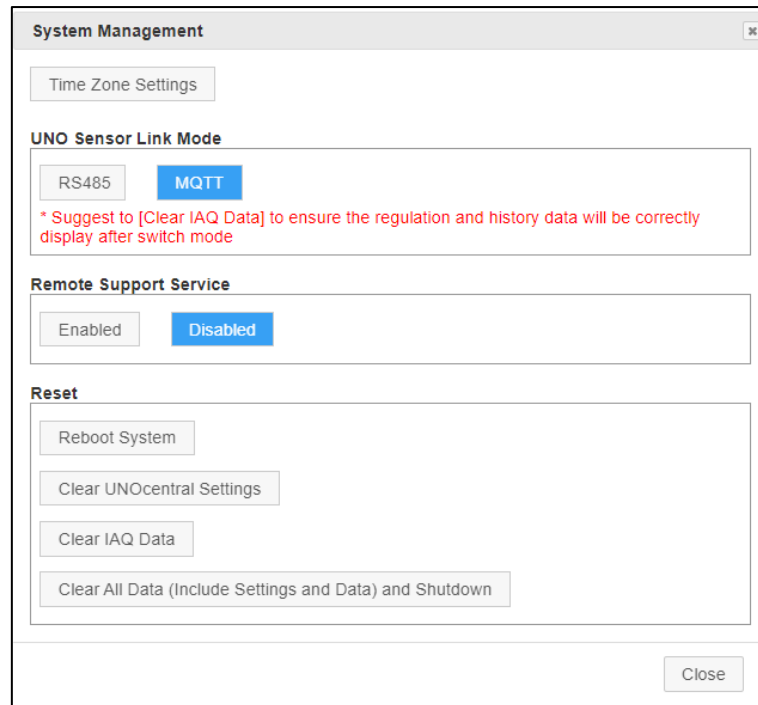 System Management
Time Zone Settings
UNO Sensor Link Mode
RS485
MQTT
* Suggest to [Clear IAQ Data] to ensure the regulation and history data will be correctly
display after switch mode
Remote Support Service
Enabled
Disabled
Reset
Reboot System
Clear UNOcentral Settings
Clear IAQ Data
Clear All Data (Include Settings and Data) and Shutdown
Close